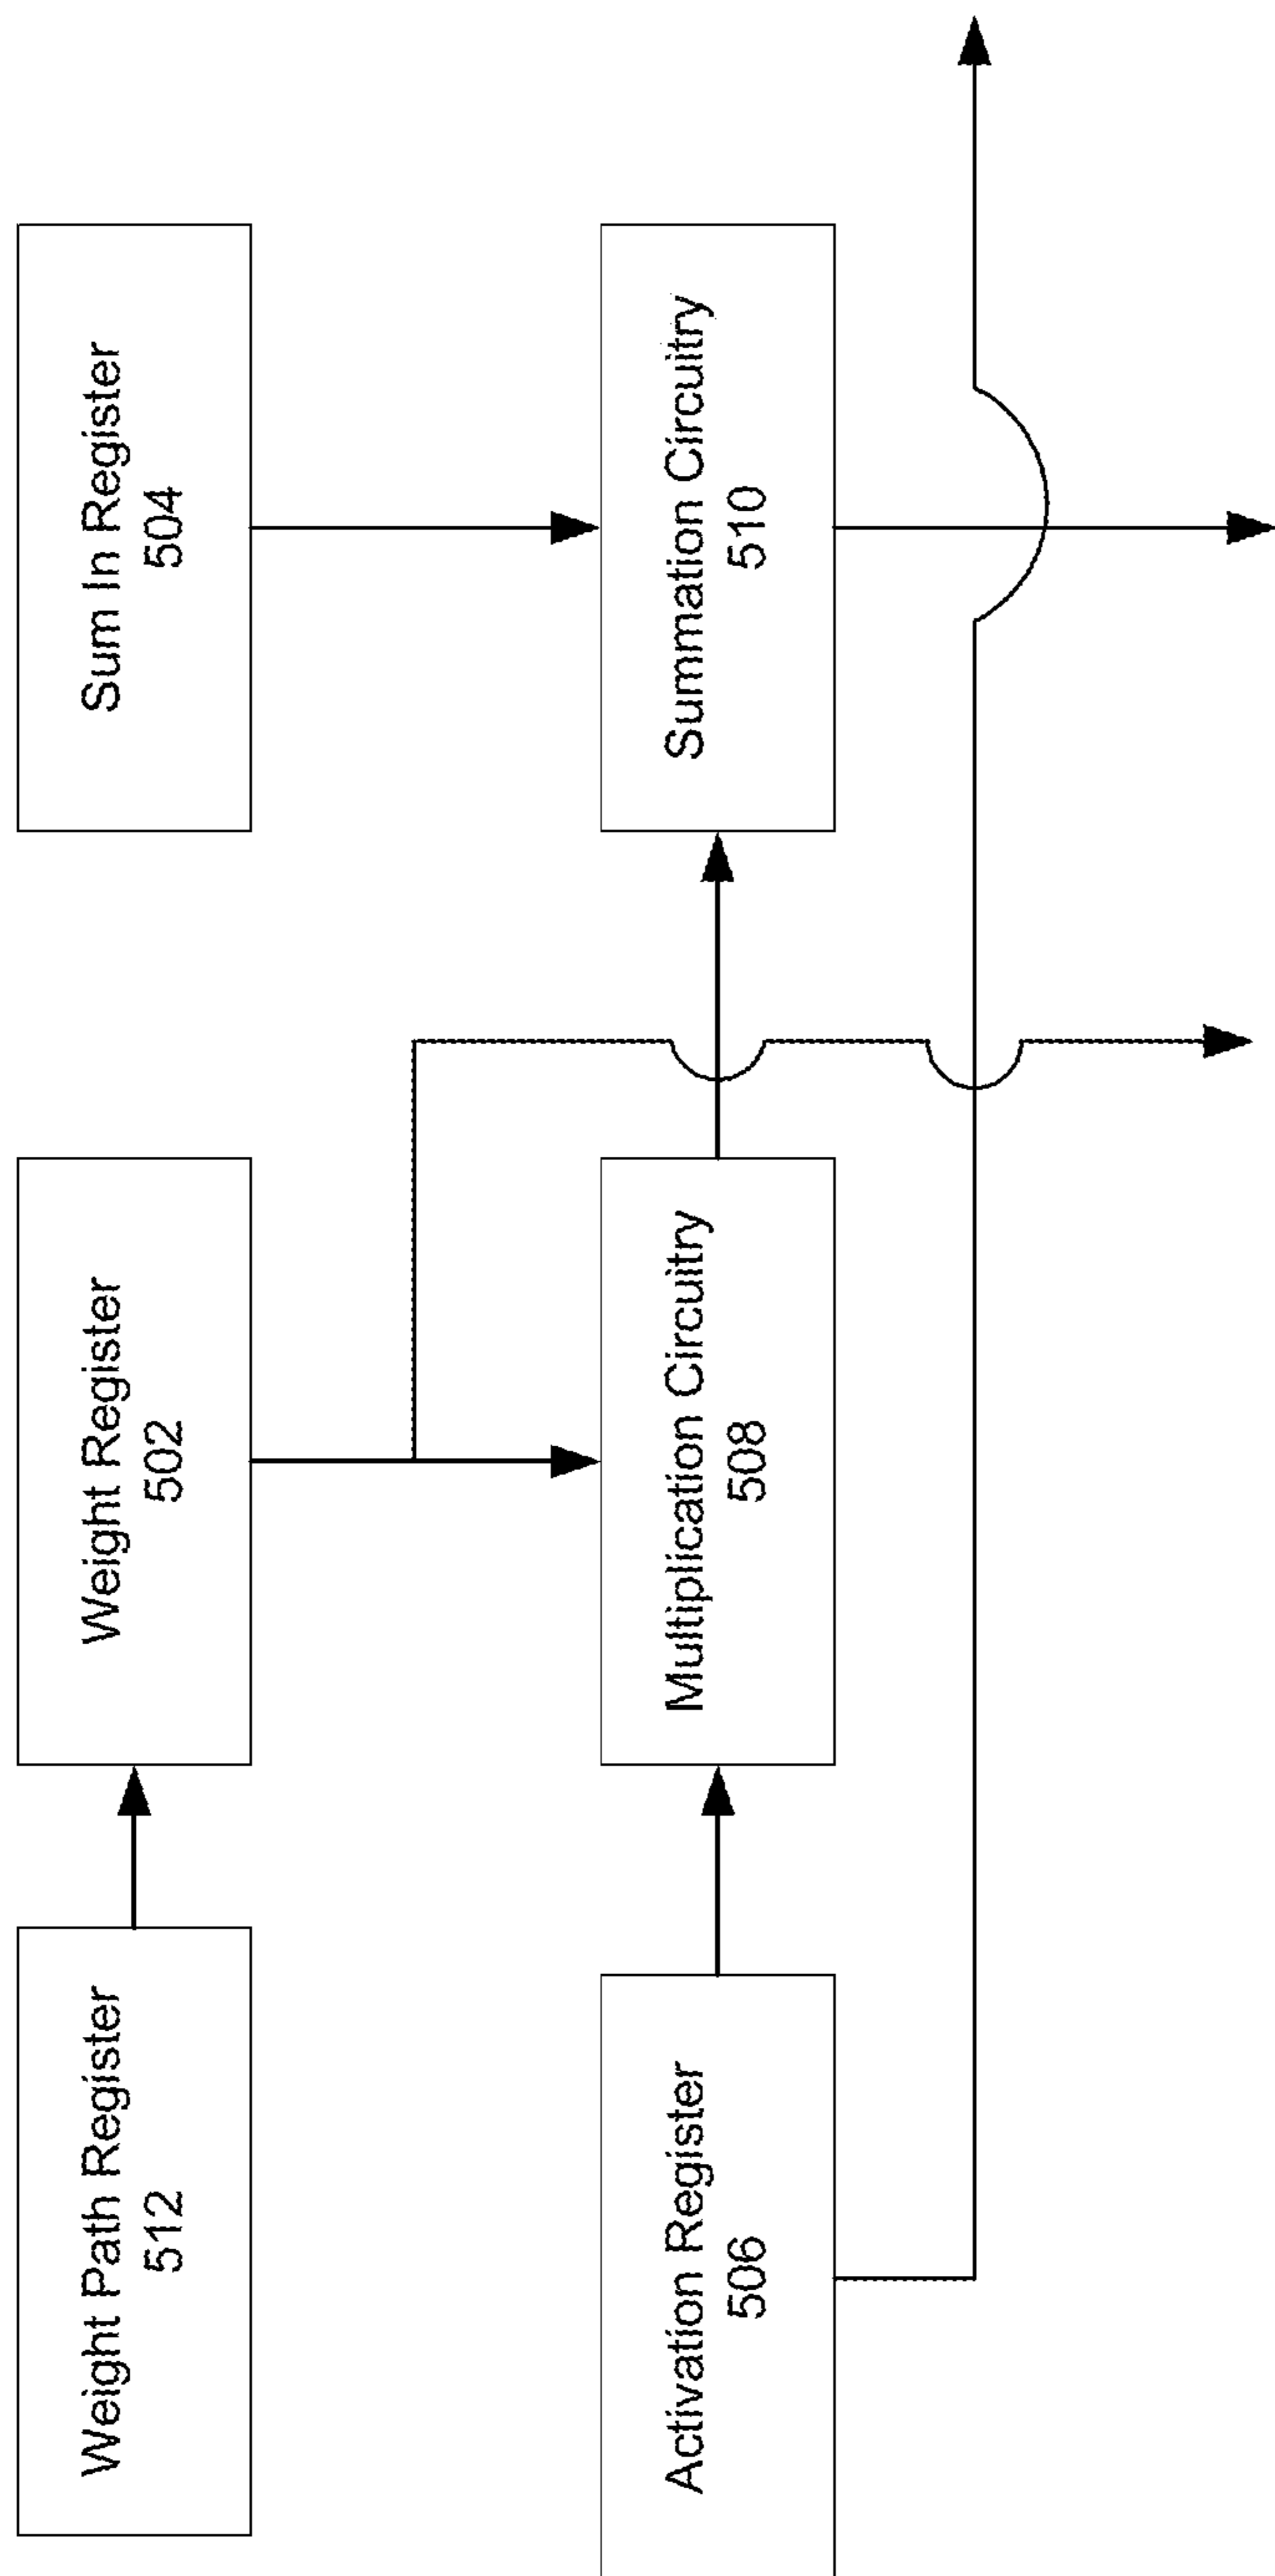 Weight Path Register
512
Weight Register
502
Sum In Register
504
Activation Register
506
Multiplication Circuitry
508
Summation Circuitry
510